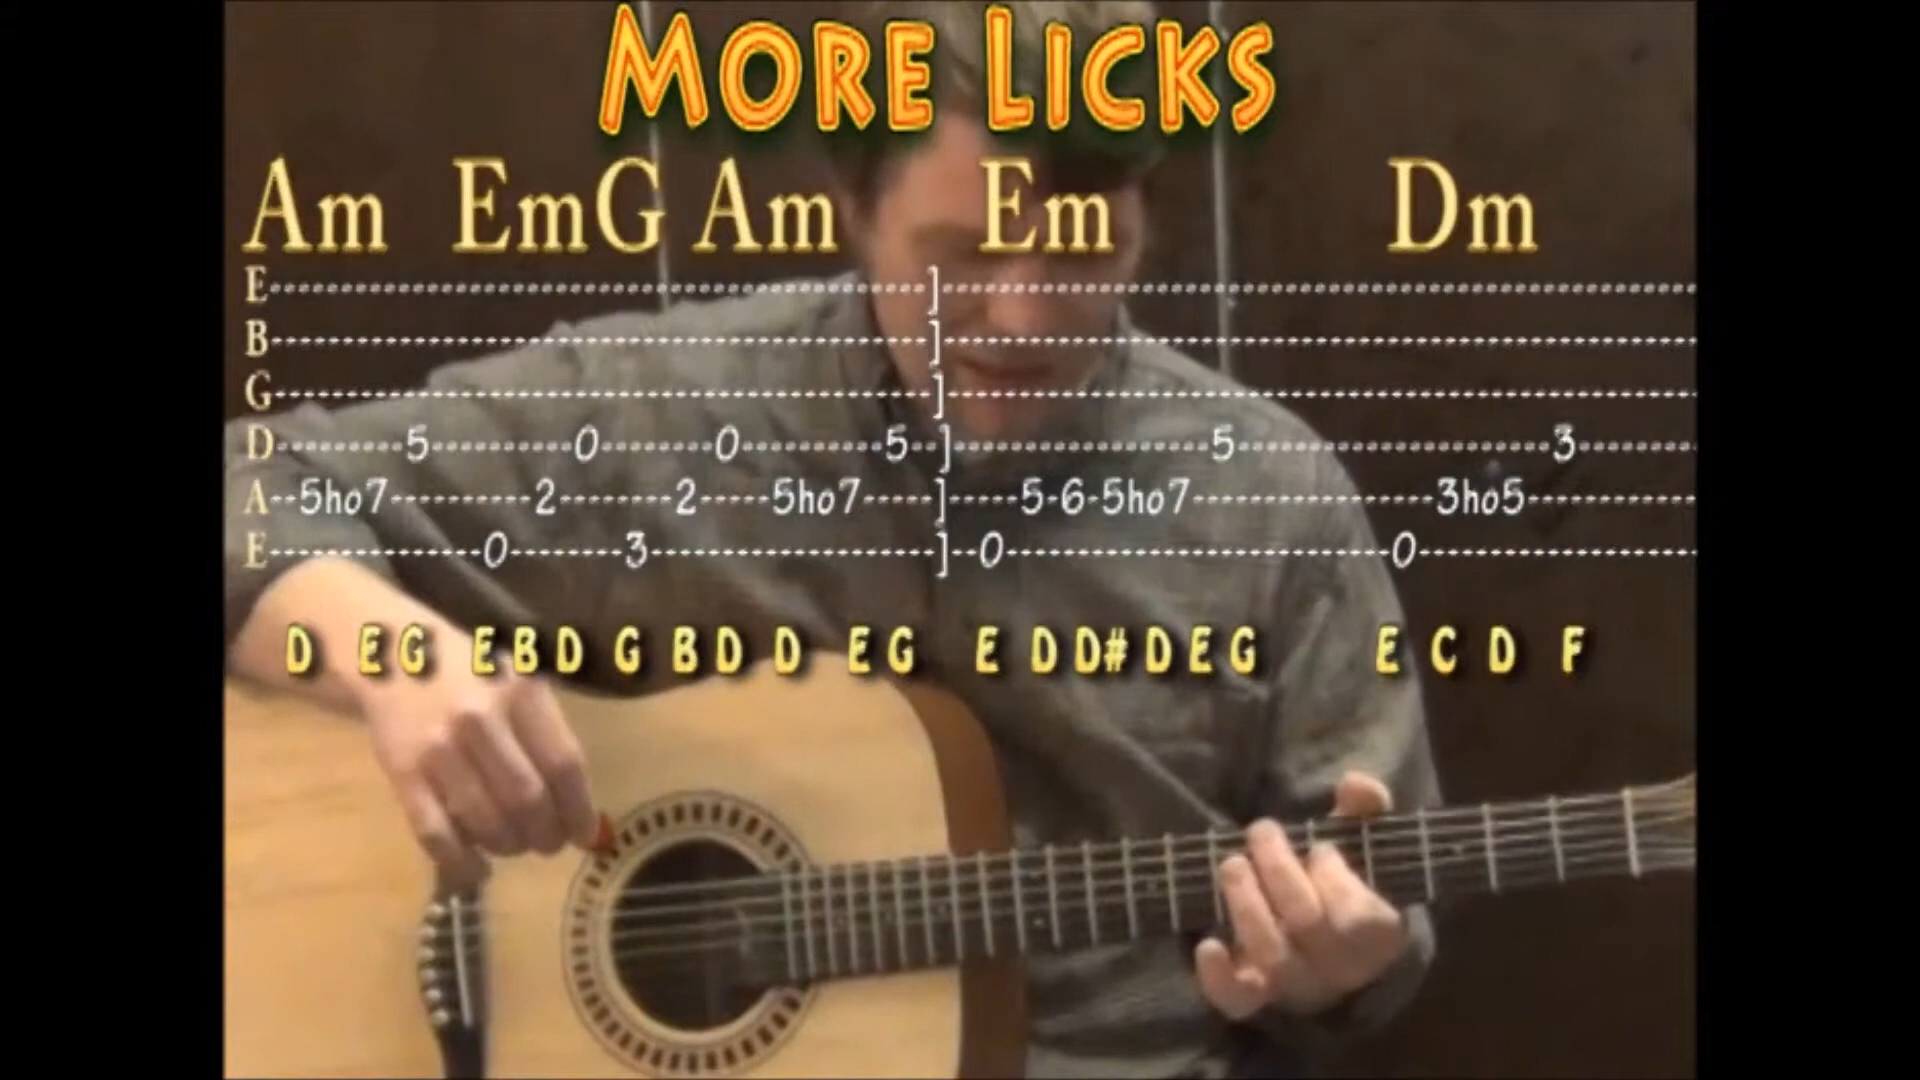 MORE LICKS
Am EmG Am Em Dm
E-----------------------------------------------]------------------------------------------------------
B-----------------------------------------------]------------------------------------------------------
G-----------------------------------------------]------------------------------------------------------
D---------5----------0---------0----------5--]------------------5-----------------------3--------
A--5ho7----------2---------2-----5ho7-----]-----5-6-5ho7-----------------3ho5-----------
E---------------0--------3---------------------]--0-------------------------0--------------------
D EG EBD G BD D EG E DD#DEG E C D F